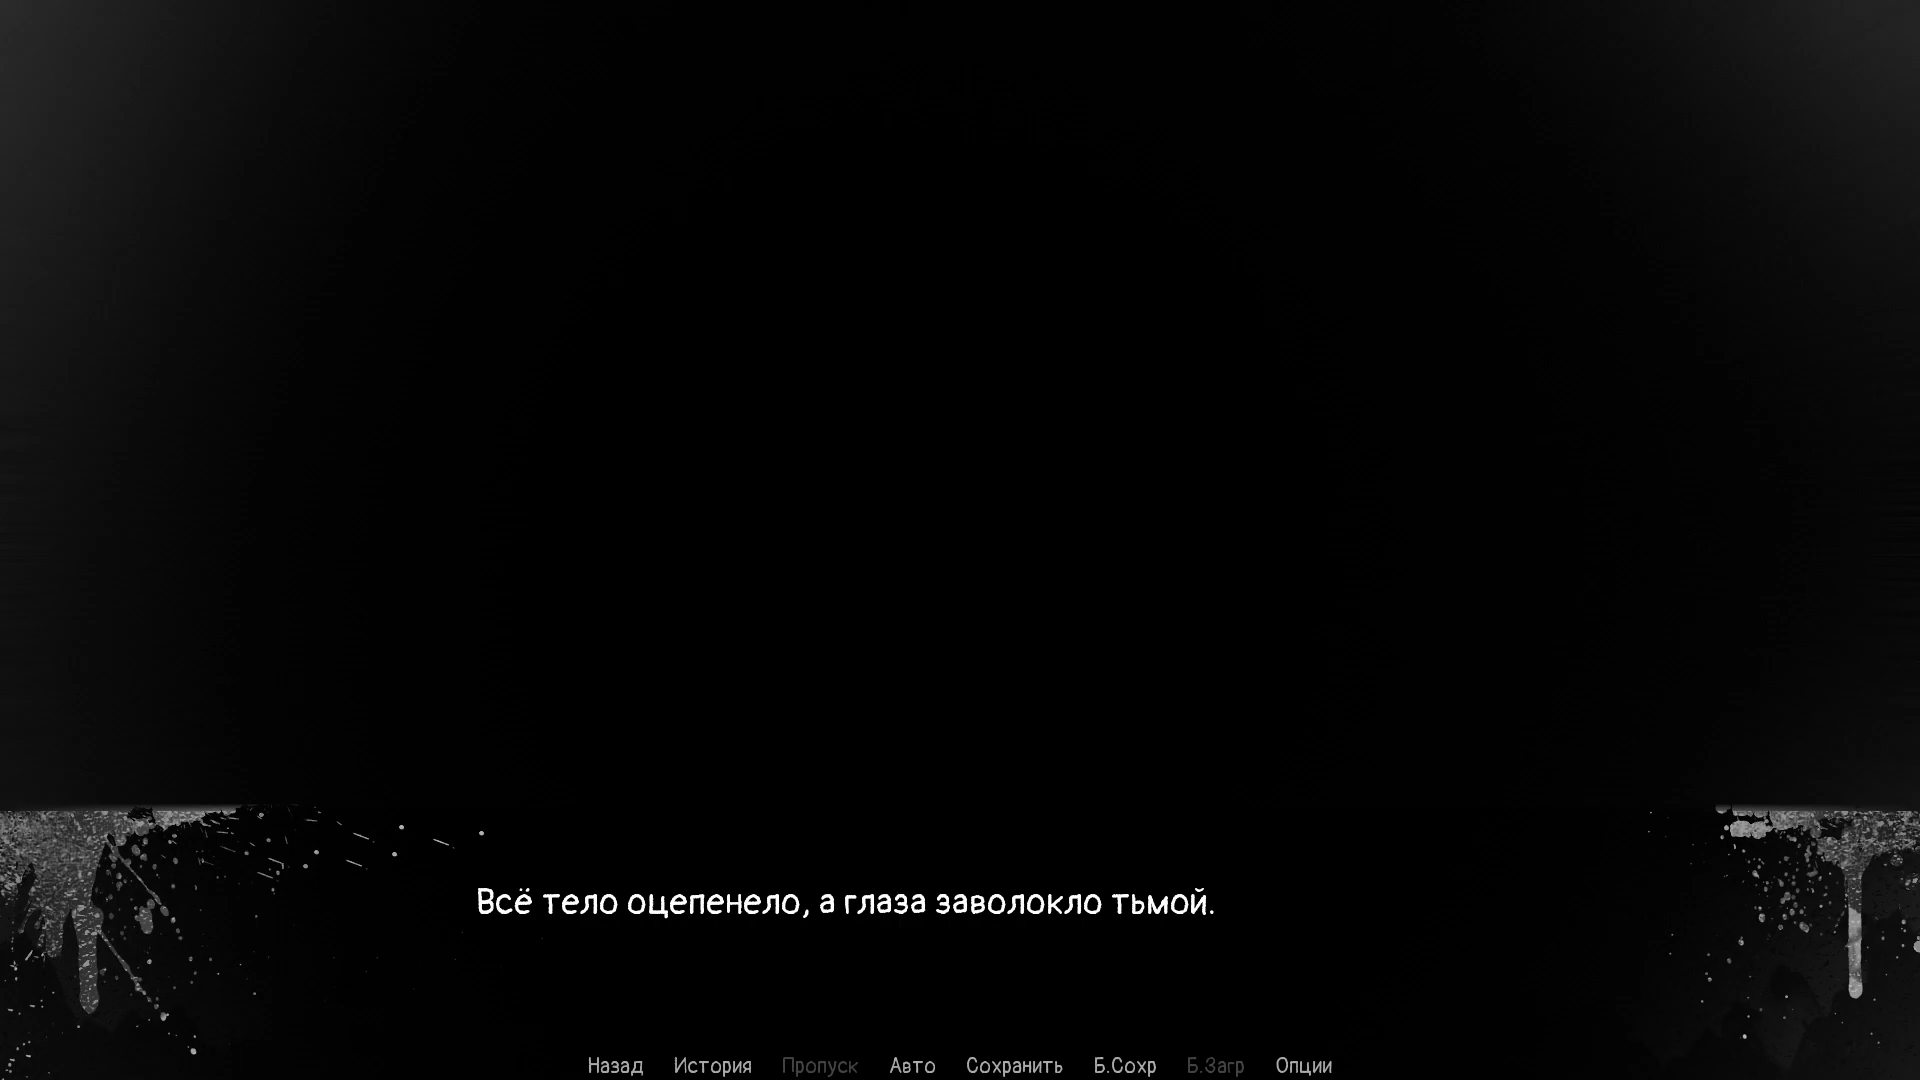 Всё тело оцепенело, а глаза заволокло тьмой.
Назад История Пропуск Авто Сохранить Б.Сохр Б.Загр Опции